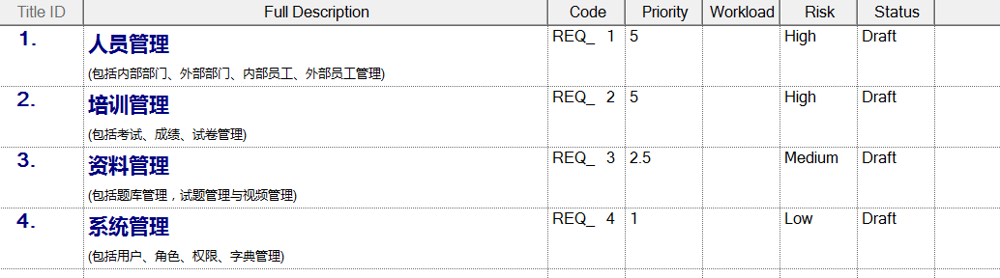 Title ID Full Description Code Priority Workload Risk Status
1. 人员管理 REQ_ 1 5 High Draft
(包括内部部门、外部部门、内部员工、外部员工管理)
2. 培训管理 REQ_ 2 5 High Draft
(包括考试、成绩、试卷管理)
3. 资料管理 REQ_ 3 2.5 Medium Draft
(包括题库管理，试题管理与视频管理)
4. 系统管理 REQ_ 4 1 Low Draft
(包括用户、角色、权限、字典管理)